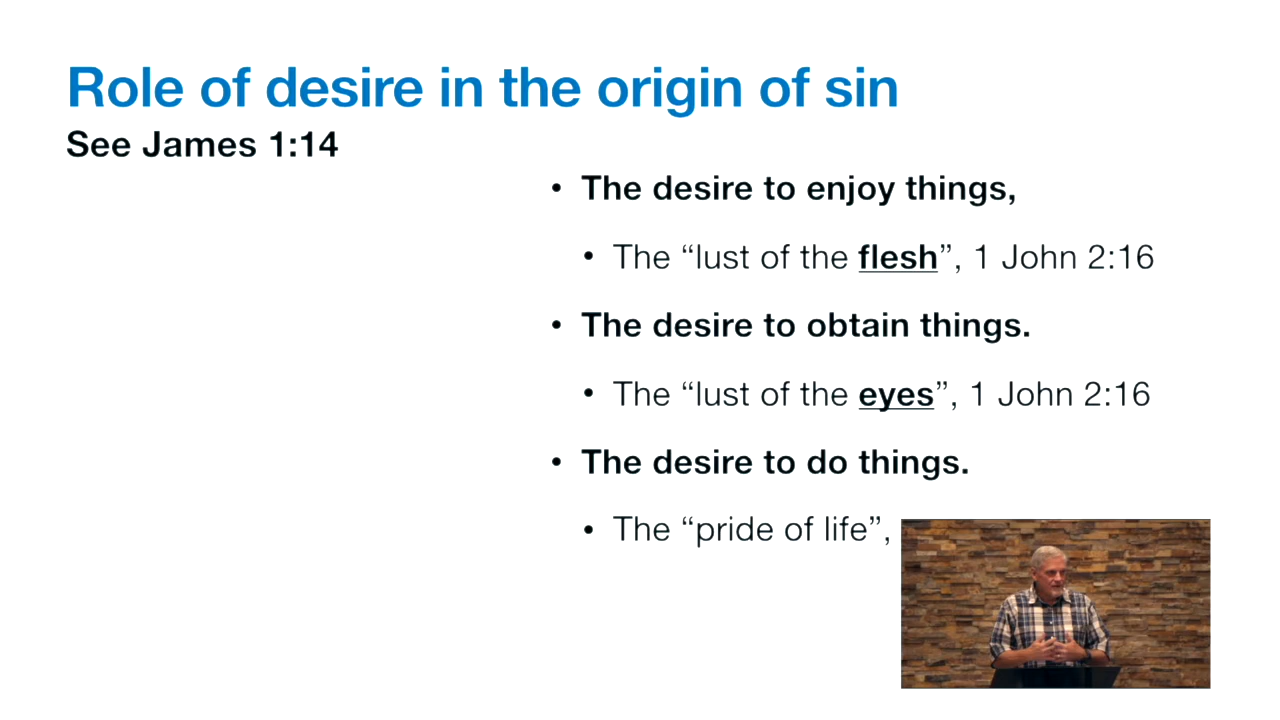 Role of desire in the origin of sin
See James 1:14
• The desire to enjoy things,
• The “lust of the flesh”, 1 John 2:16
• The desire to obtain things.
• The “lust of the eyes”, 1 John 2:16
• The desire to do things.
• The “pride of life”,